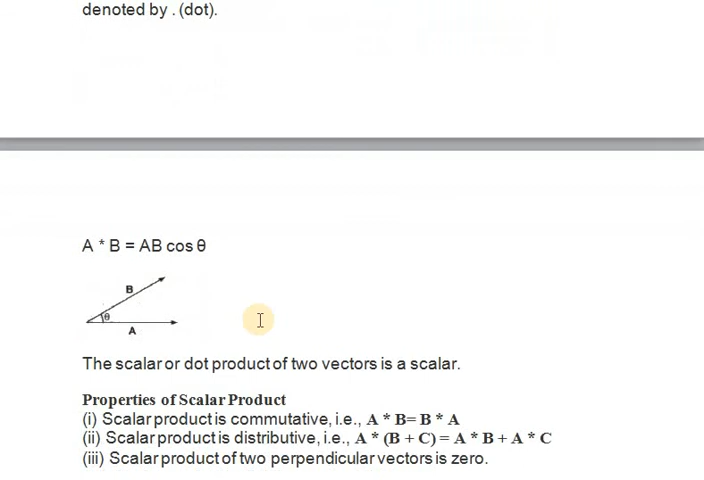 denoted by . (dot).
A * B = AB cos θ
B
θ
A
The scalar or dot product of two vectors is a scalar.
Properties of Scalar Product
(i) Scalar product is commutative, i.e., A * B= B * A
(ii) Scalar product is distributive, i.e., A * (B + C) = A * B + A * C
(iii) Scalar product of two perpendicular vectors is zero.